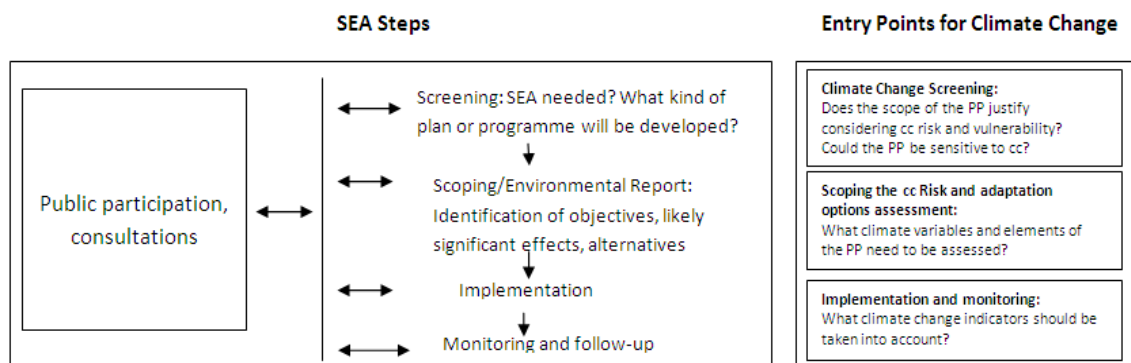 SEA Steps
Entry Points for Climate Change
Public participation,
consultations
Screening: SEA needed? What kind of
plan or programme will be developed?
Scoping/Environmental Report:
Identification of objectives, likely
significant effects, alternatives
Implementation
Monitoring and follow-up
Climate Change Screening:
Does the scope of the PP justify
considering cc risk and vulnerability?
Could the PP be sensitive to cc?
Scoping the cc Risk and adaptation
options assessment:
What climate variables and elements of
the PP need to be assessed?
Implementation and monitoring:
What climate change indicators should be
taken into account?